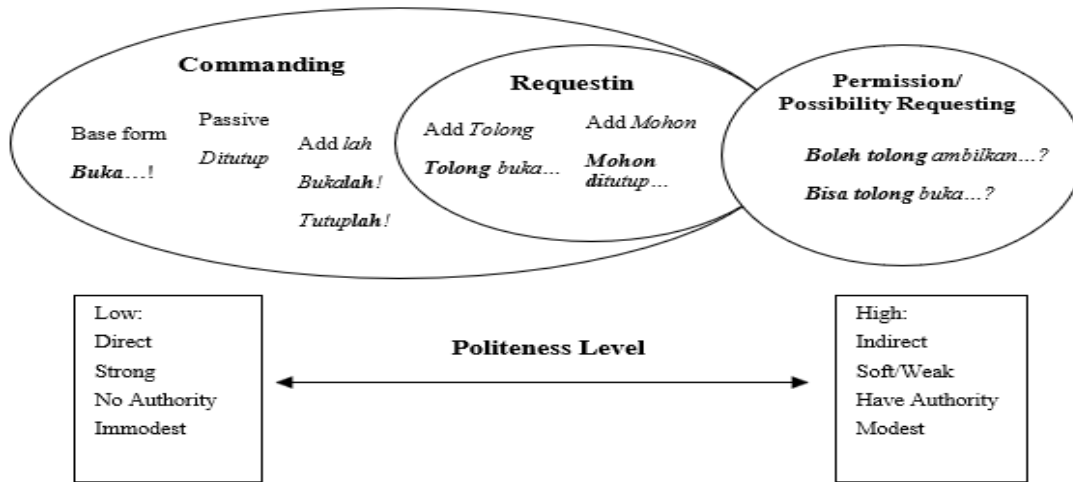 Commanding
Base form
Buka…!
Passive
Ditutup
Add lah
Bukalah!
Tutuplah!
Requestin
Add Tolong
Tolong buka…
Add Mohon
Mohon
ditutup…
Permission/
Possibility Requesting
Boleh tolong ambilkan…?
Bisa tolong buka…?
Low:
Direct
Strong
No Authority
Immodest
Politeness Level
High:
Indirect
Soft/Weak
Have Authority
Modest